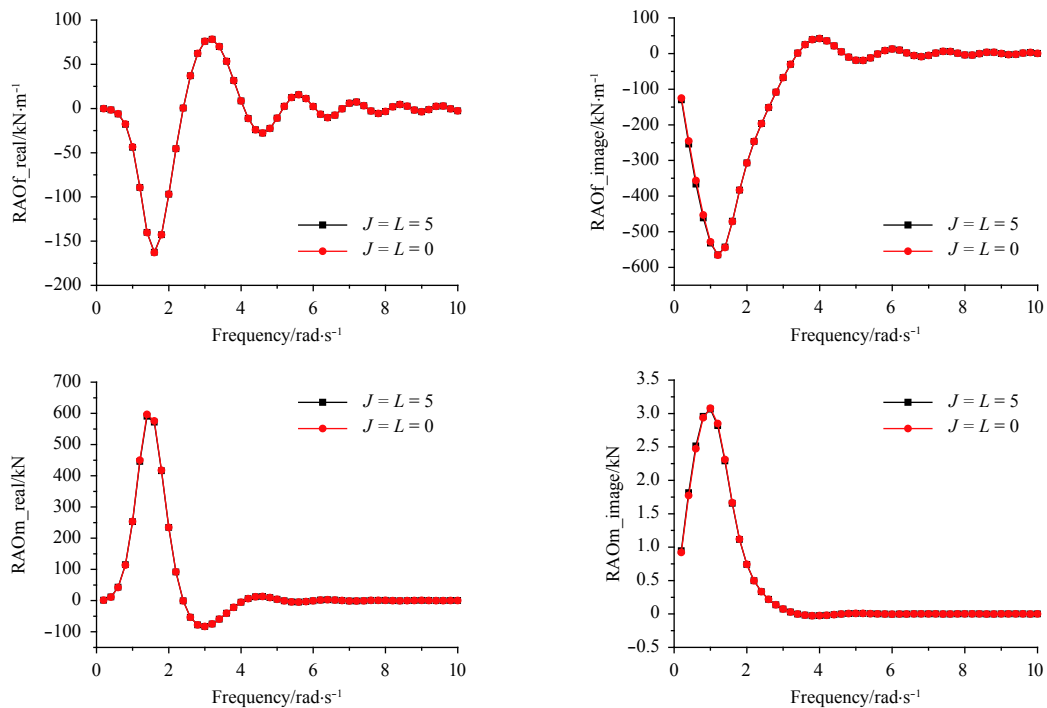 100
50
0
-50
-100
-150
-200
RAOf_real/kN·m⁻¹
J = L = 5
J = L = 0
0 2 4 6 8 10
Frequency/rad·s⁻¹
100
0
-100
-200
-300
-400
-500
-600
RAOf_image/kN·m⁻¹
J = L = 5
J = L = 0
0 2 4 6 8 10
Frequency/rad·s⁻¹
700
600
500
400
300
200
100
0
-100
RAOm_real/kN
J = L = 5
J = L = 0
0 2 4 6 8 10
Frequency/rad·s⁻¹
3.5
3.0
2.5
2.0
1.5
1.0
0.5
0
-0.5
RAOm_image/kN
J = L = 5
J = L = 0
0 2 4 6 8 10
Frequency/rad·s⁻¹